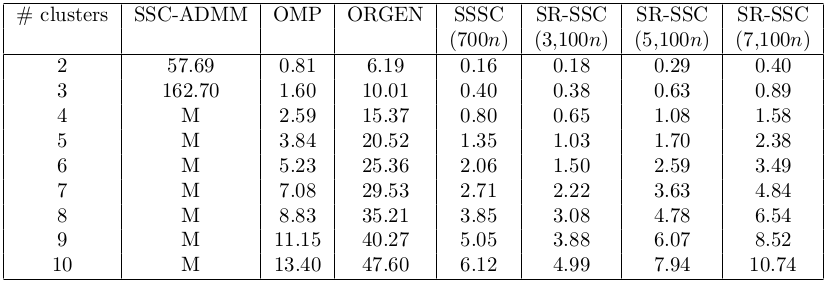 # clusters SSC-ADMM OMP ORGEN SSSC SR-SSC SR-SSC SR-SSC
(700n) (3,100n) (5,100n) (7,100n)
2 57.69 0.81 6.19 0.16 0.18 0.29 0.40
3 162.70 1.60 10.01 0.40 0.38 0.63 0.89
4 M 2.59 15.37 0.80 0.65 1.08 1.58
5 M 3.84 20.52 1.35 1.03 1.70 2.38
6 M 5.23 25.36 2.06 1.50 2.59 3.49
7 M 7.08 29.53 2.71 2.22 3.63 4.84
8 M 8.83 35.21 3.85 3.08 4.78 6.54
9 M 11.15 40.27 5.05 3.88 6.07 8.52
10 M 13.40 47.60 6.12 4.99 7.94 10.74